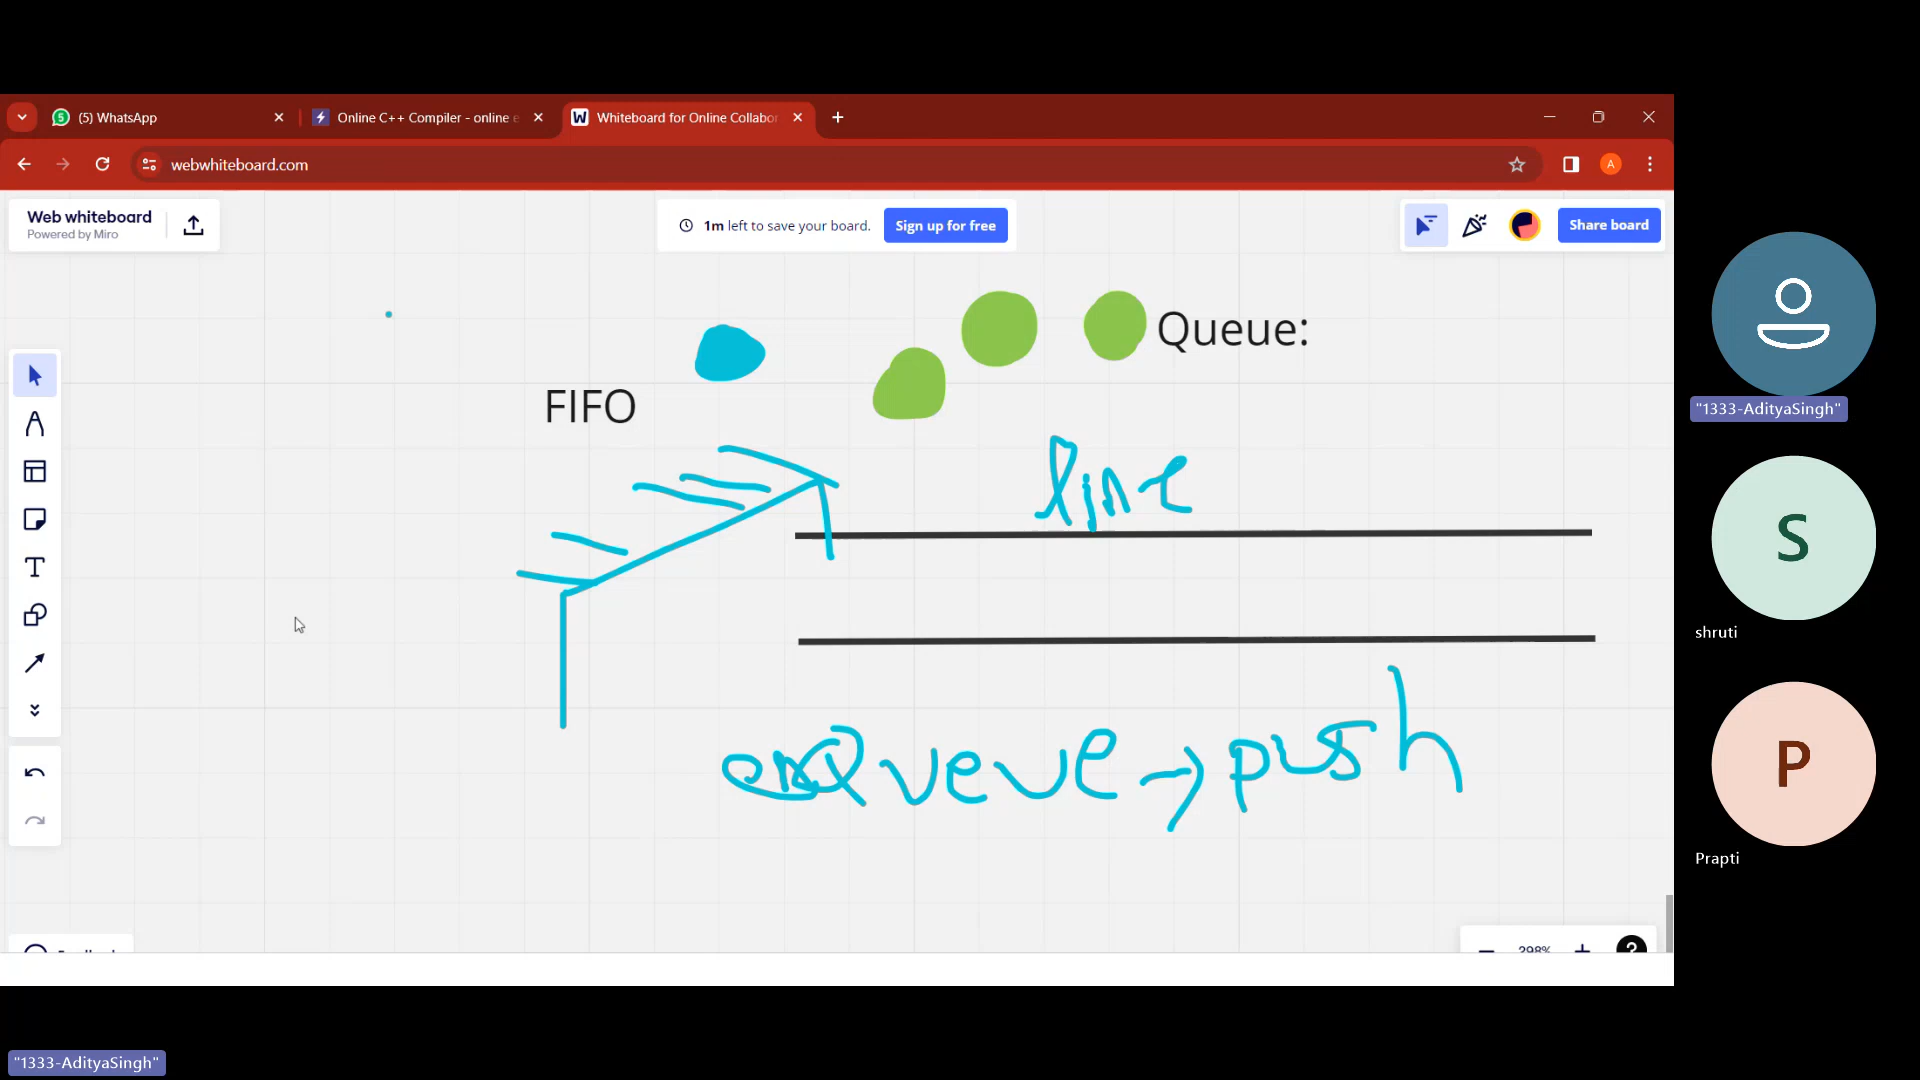 (5) WhatsApp
Online C++ Compiler - online e
Whiteboard for Online Collabor
webwhiteboard.com
A
Web whiteboard
Powered by Miro
1m left to save your board.
Sign up for free
Share board
Queue:
FIFO
line
enQueue → push
298%
"1333-AdityaSingh"
S
shruti
P
Prapti
"1333-AdityaSingh"